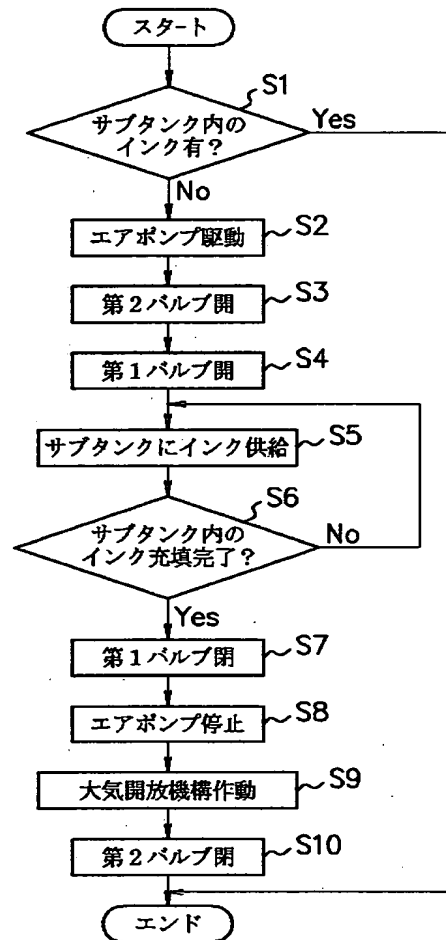 スタート
S1
サブタンク内の
インク有?
Yes
No
エアポンプ駆動
S2
第2バルブ開
S3
第1バルブ開
S4
サブタンクにインク供給
S5
S6
サブタンク内の
インク充填完了?
No
Yes
第1バルブ閉
S7
エアポンプ停止
S8
大気開放機構作動
S9
第2バルブ閉
S10
エンド